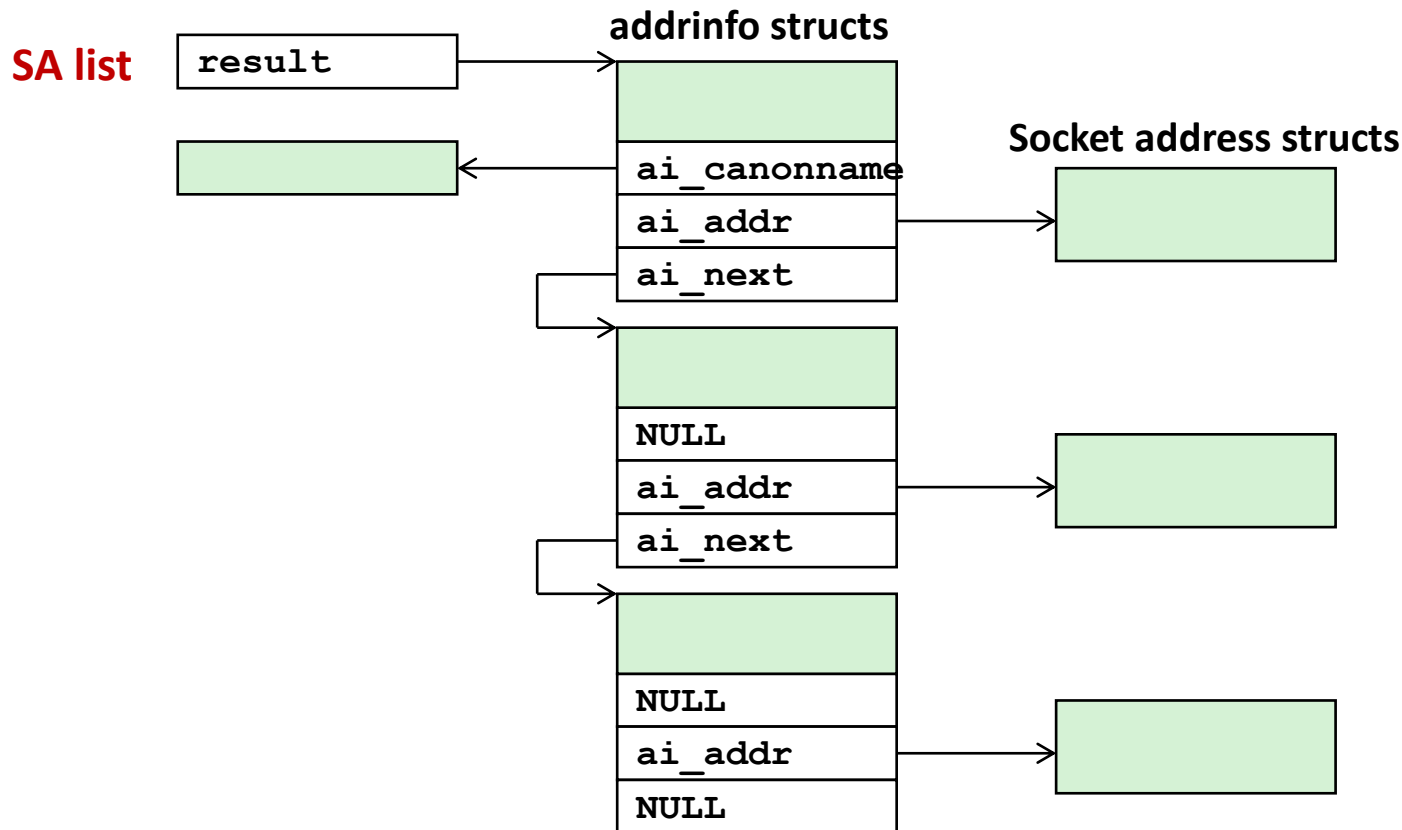 addrinfo structs
SA list
result
Socket address structs
ai_canonname
ai_addr
ai_next
NULL
ai_addr
ai_next
NULL
ai_addr
NULL